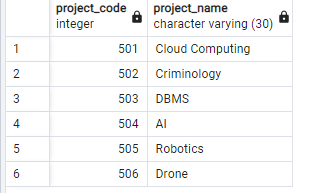 project_code project_name
integer character varying (30)
1 501 Cloud Computing
2 502 Criminology
3 503 DBMS
4 504 AI
5 505 Robotics
6 506 Drone